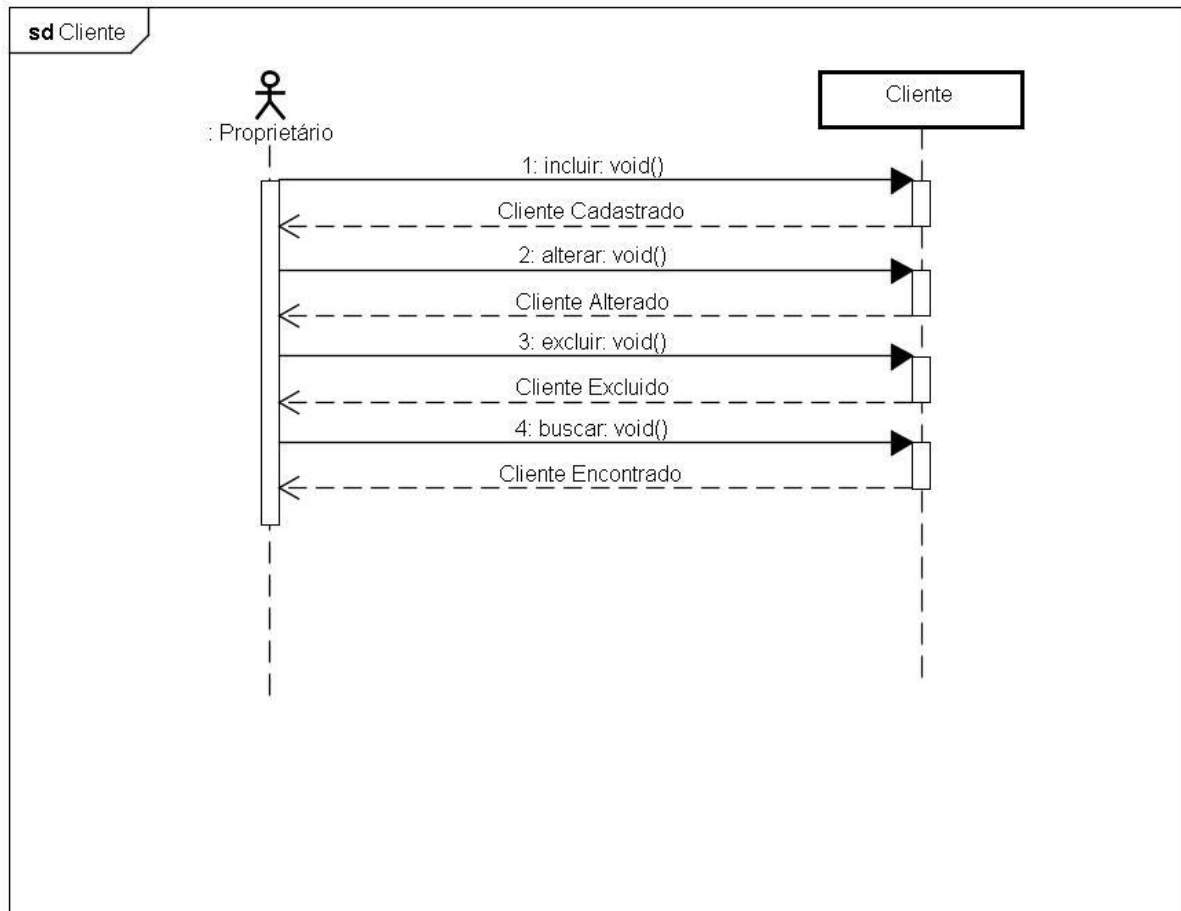 sd Cliente
: Proprietário
Cliente
1: incluir: void()
Cliente Cadastrado
2: alterar: void()
Cliente Alterado
3: excluir: void()
Cliente Excluido
4: buscar: void()
Cliente Encontrado